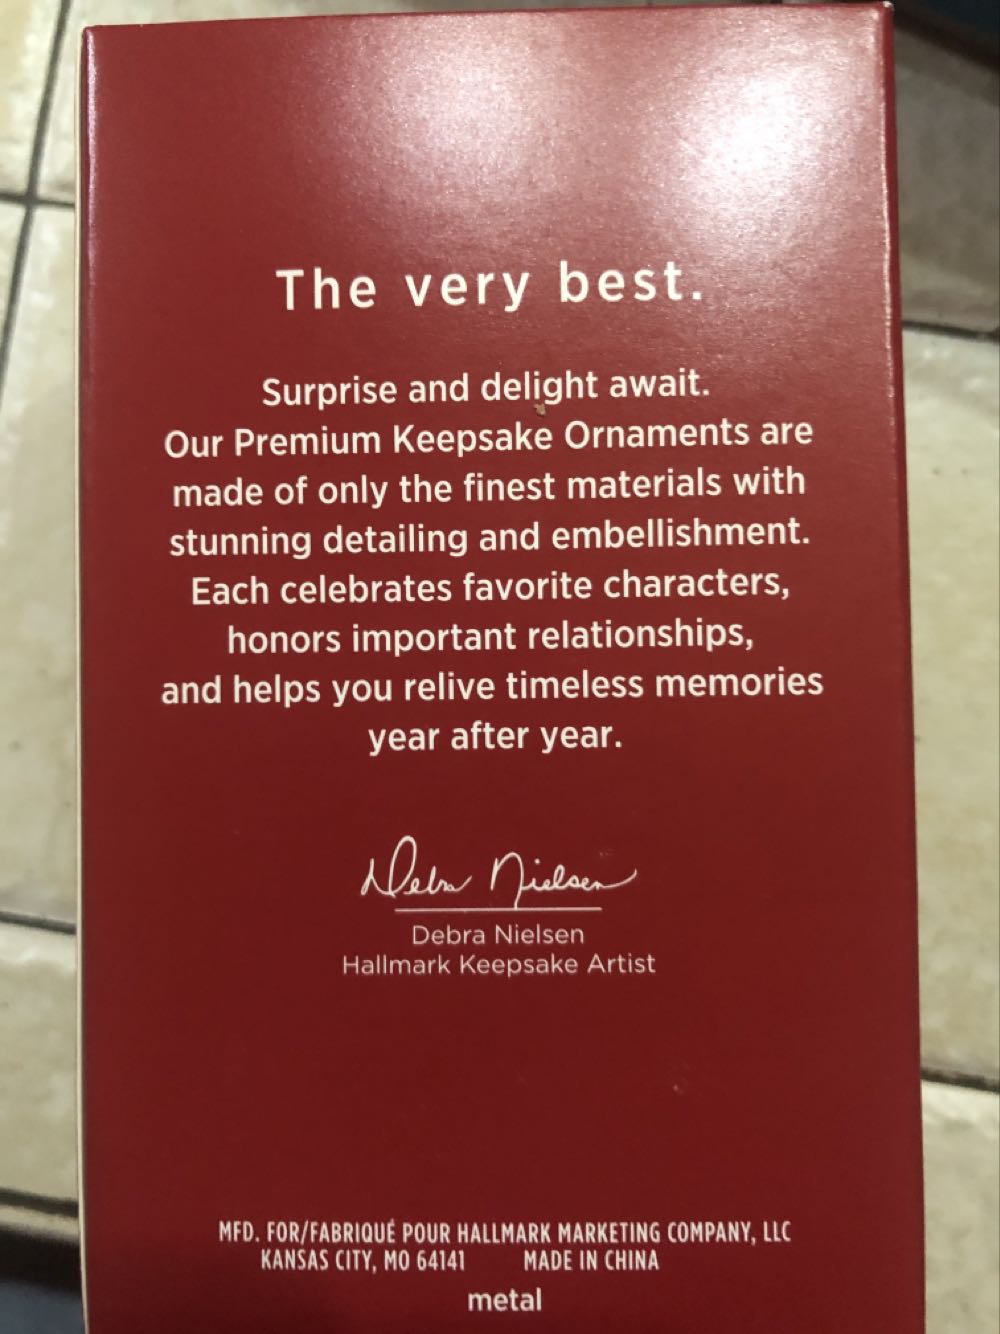 The very best.
Surprise and delight await.
Our Premium Keepsake Ornaments are
made of only the finest materials with
stunning detailing and embellishment.
Each celebrates favorite characters,
honors important relationships,
and helps you relive timeless memories
year after year.
Debra Nielsen
Debra Nielsen
Hallmark Keepsake Artist
MFD. FOR/FABRIQUÉ POUR HALLMARK MARKETING COMPANY, LLC
KANSAS CITY, MO 64141 MADE IN CHINA
metal